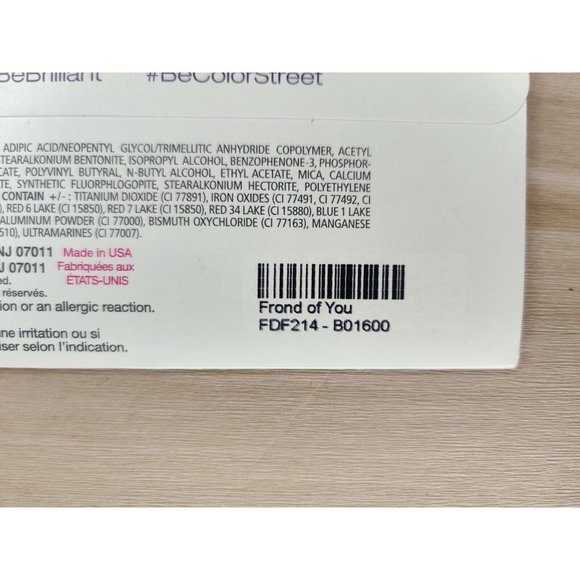 BeBrilliant #BeColorStreet
ADIPIC ACID/NEOPENTYL GLYCOL/TRIMELLITIC ANHYDRIDE COPOLYMER, ACETYL
STEARALKONIUM BENTONITE, ISOPROPYL ALCOHOL, BENZOPHENONE-3, PHOSPHOR-
CATE, POLYVINYL BUTYRAL, N-BUTYL ALCOHOL, ETHYL ACETATE, MICA, CALCIUM
TE, SYNTHETIC FLUORPHLOGOPITE, STEARALKONIUM HECTORITE, POLYETHYLENE
CONTAIN +/- : TITANIUM DIOXIDE (CI 77891), IRON OXIDES (CI 77491, CI 77492, CI
), RED 6 LAKE (CI 15850), RED 7 LAKE (CI 15850), RED 34 LAKE (CI 15880), BLUE 1 LAKE
ALUMINUM POWDER (CI 77000), BISMUTH OXYCHLORIDE (CI 77163), MANGANESE
510), ULTRAMARINES (CI 77007).
NJ 07011 Made in USA
J 07011 Fabriquées aux
ÉTATS-UNIS
ed.
réservés.
ion or an allergic reaction.
une irritation ou si
iser selon l'indication.
Frond of You
FDF214 - B01600